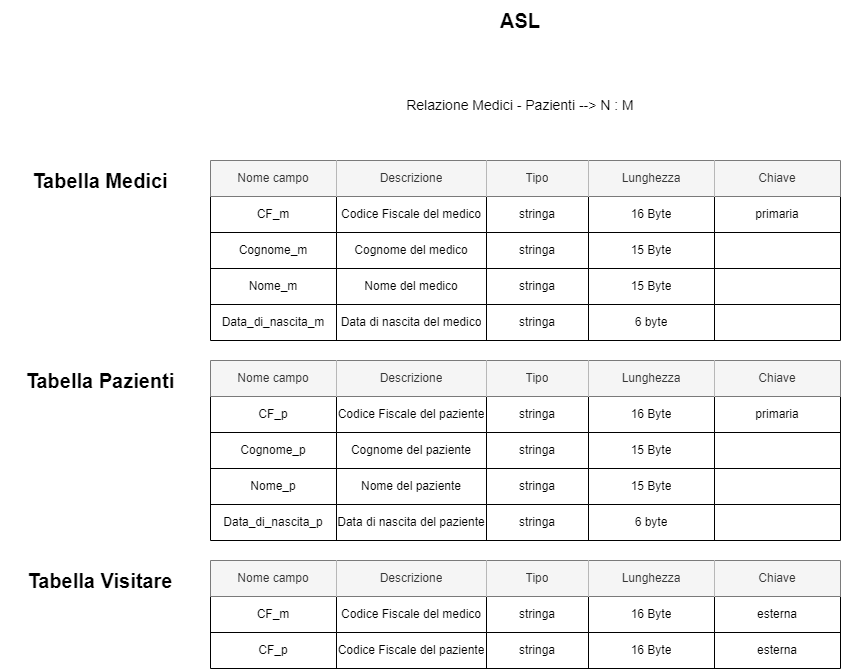 ASL
Relazione Medici - Pazienti --> N : M
Tabella Medici
Nome campo Descrizione Tipo Lunghezza Chiave
CF_m Codice Fiscale del medico stringa 16 Byte primaria
Cognome_m Cognome del medico stringa 15 Byte
Nome_m Nome del medico stringa 15 Byte
Data_di_nascita_m Data di nascita del medico stringa 6 byte
Tabella Pazienti
Nome campo Descrizione Tipo Lunghezza Chiave
CF_p Codice Fiscale del paziente stringa 16 Byte primaria
Cognome_p Cognome del paziente stringa 15 Byte
Nome_p Nome del paziente stringa 15 Byte
Data_di_nascita_p Data di nascita del paziente stringa 6 byte
Tabella Visitare
Nome campo Descrizione Tipo Lunghezza Chiave
CF_m Codice Fiscale del medico stringa 16 Byte esterna
CF_p Codice Fiscale del paziente stringa 16 Byte esterna